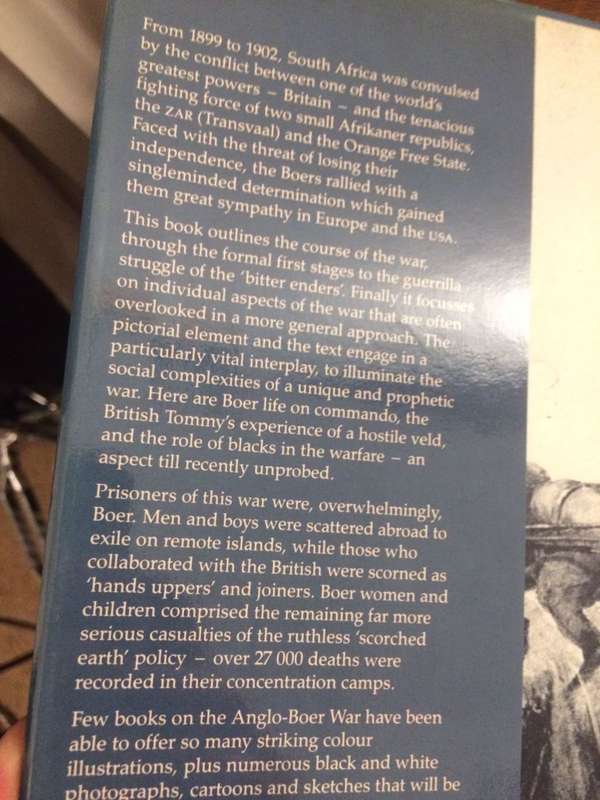 From 1899 to 1902, South Africa was convulsed
by the conflict between one of the world's
greatest powers – Britain – and the tenacious
fighting force of two small Afrikaner republics,
the ZAR (Transvaal) and the Orange Free State.
Faced with the threat of losing their
independence, the Boers rallied with a
singleminded determination which gained
them great sympathy in Europe and the USA.
This book outlines the course of the war,
through the formal first stages to the guerrilla
struggle of the 'bitter enders'. Finally it focusses
on individual aspects of the war that are often
overlooked in a more general approach. The
pictorial element and the text engage in a
particularly vital interplay, to illuminate the
social complexities of a unique and prophetic
war. Here are Boer life on commando, the
British Tommy's experience of a hostile veld,
and the role of blacks in the warfare – an
aspect till recently unprobed.
Prisoners of this war were, overwhelmingly,
Boer. Men and boys were scattered abroad to
exile on remote islands, while those who
collaborated with the British were scorned as
'hands uppers' and joiners. Boer women and
children comprised the remaining far more
serious casualties of the ruthless 'scorched
earth' policy – over 27 000 deaths were
recorded in their concentration camps.
Few books on the Anglo-Boer War have been
able to offer so many striking colour
illustrations, plus numerous black and white
photographs, cartoons and sketches that will be